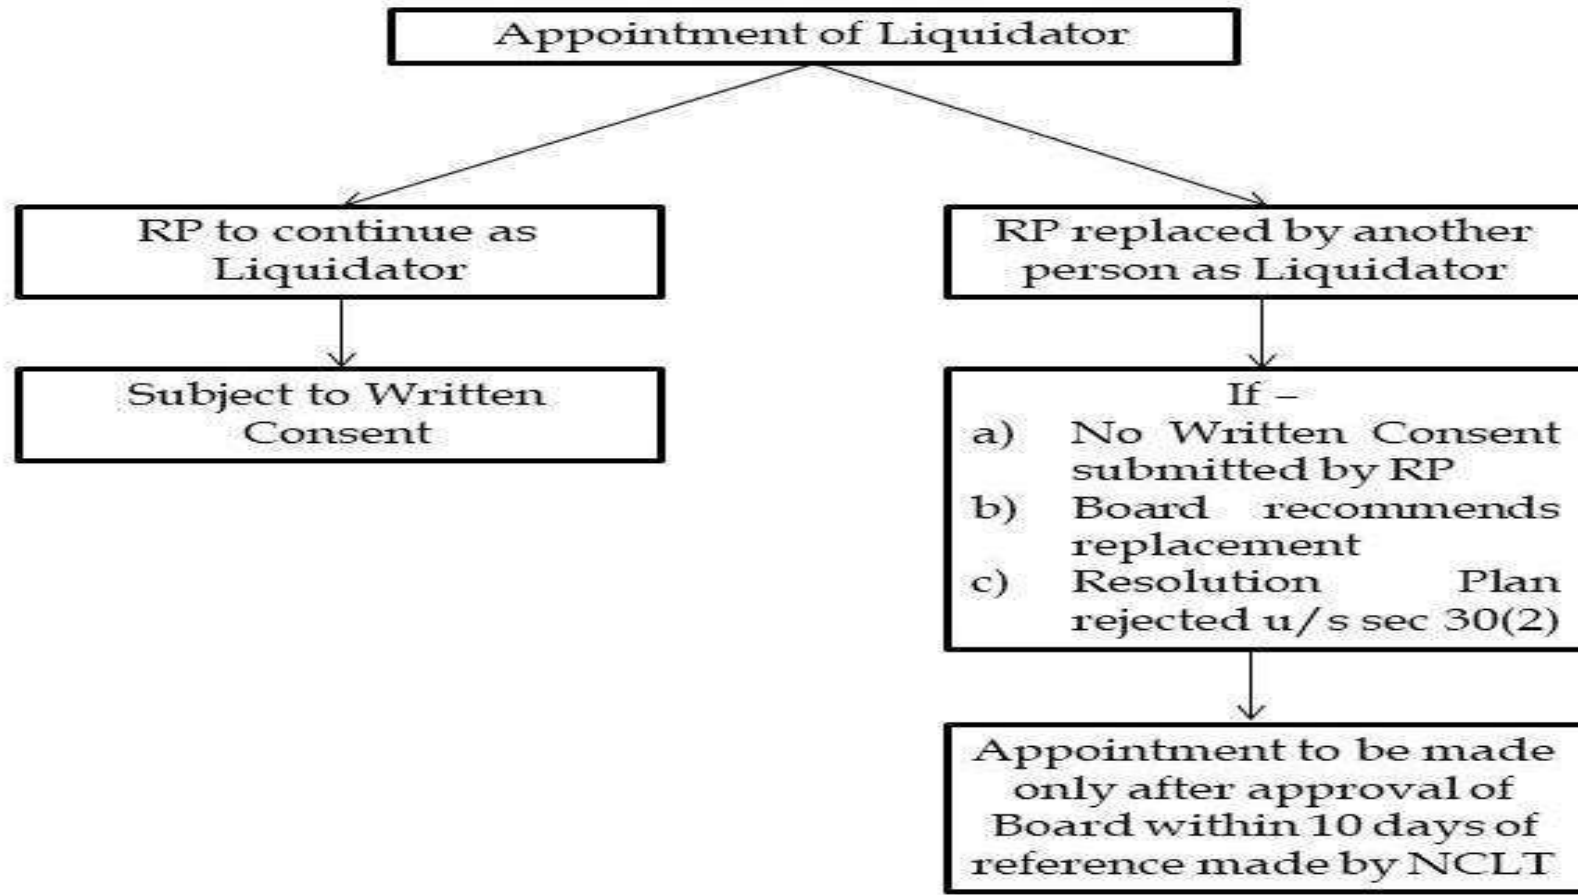 Appointment of Liquidator
RP to continue as
Liquidator
RP replaced by another
person as Liquidator
Subject to Written
Consent
If –
a) No Written Consent
submitted by RP
b) Board recommends
replacement
c) Resolution Plan
rejected u/s sec 30(2)
Appointment to be made
only after approval of
Board within 10 days of
reference made by NCLT